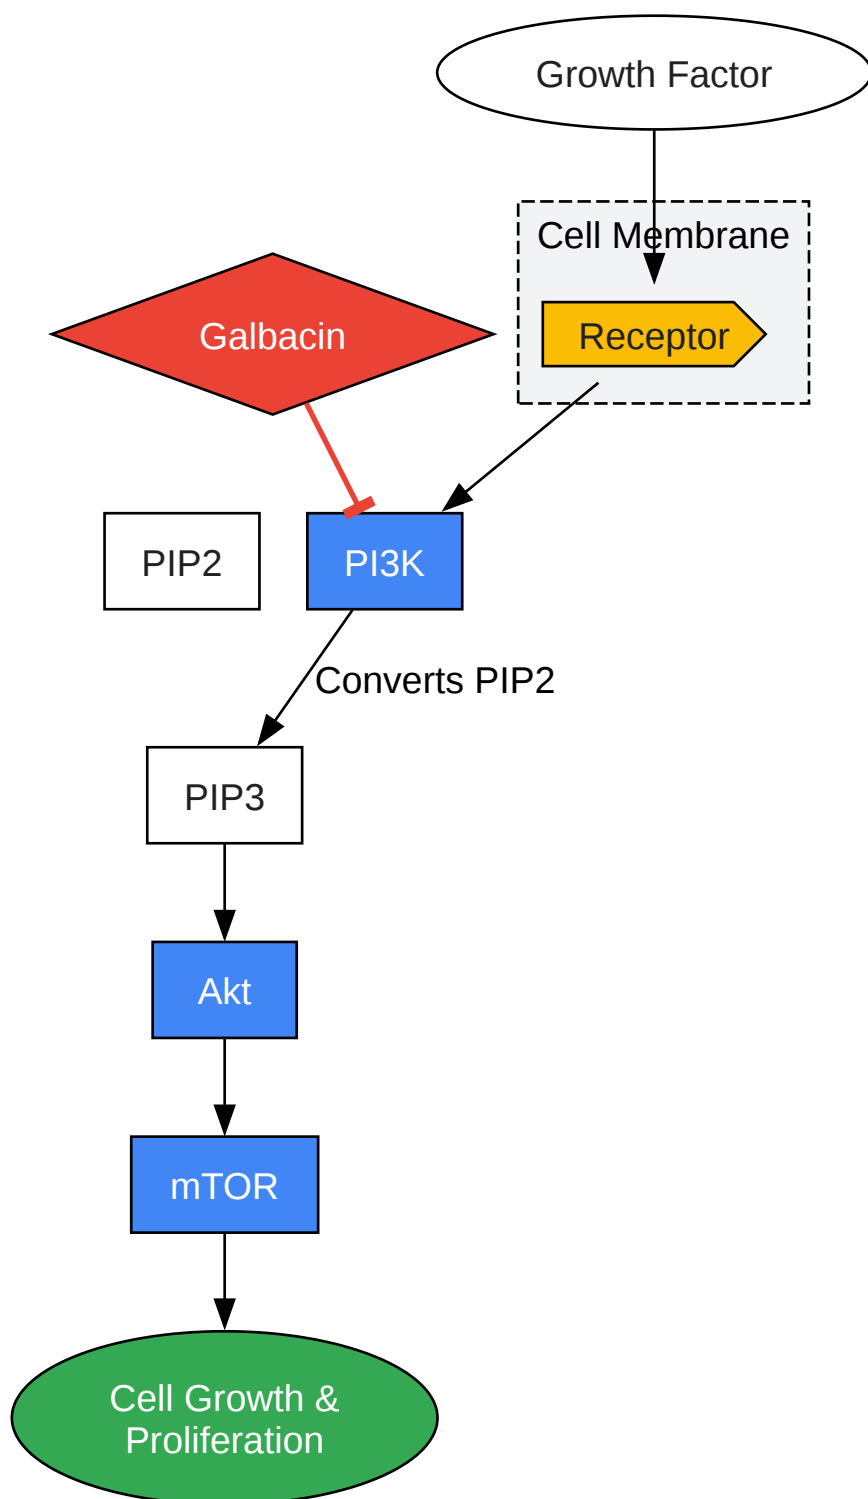 Growth Factor
Cell Membrane
Galbacin
Receptor
PIP2
PI3K
Converts PIP2
PIP3
Akt
mTOR
Cell Growth &
Proliferation